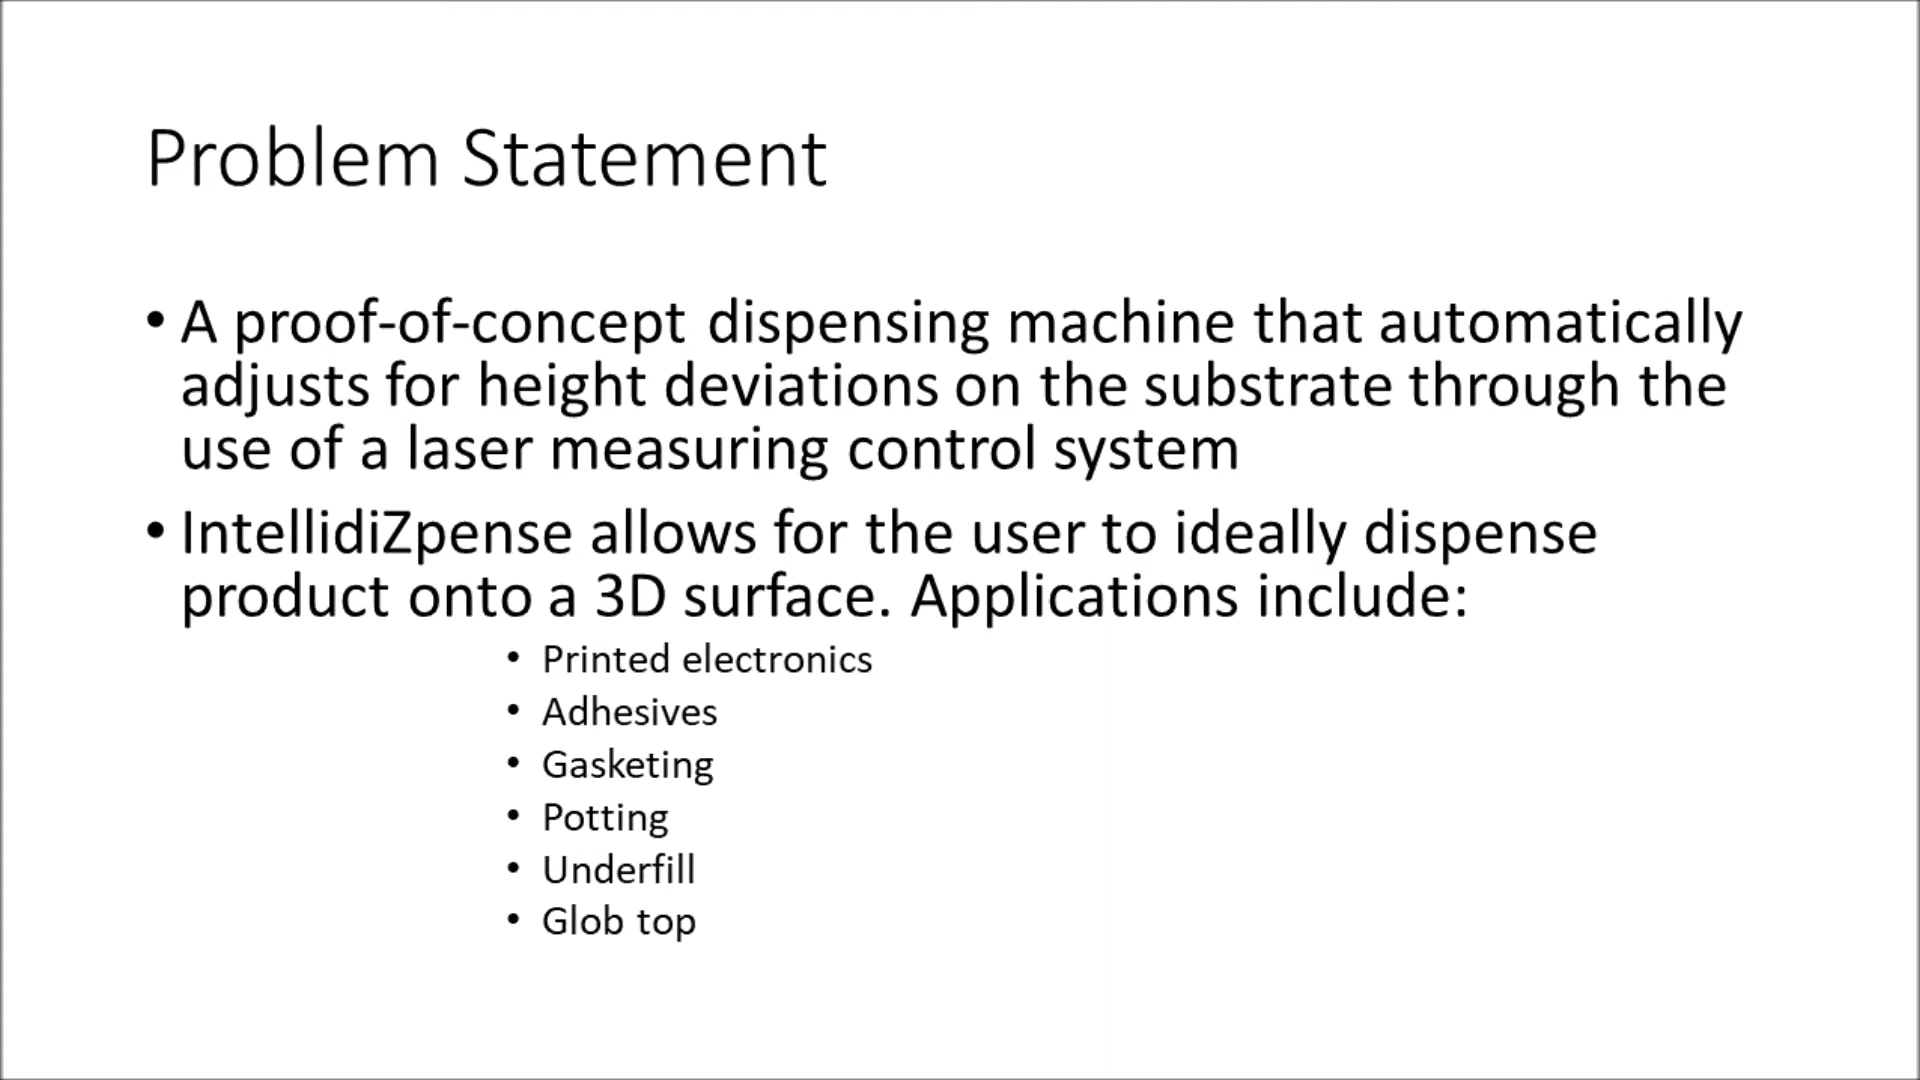 Problem Statement
• A proof-of-concept dispensing machine that automatically
adjusts for height deviations on the substrate through the
use of a laser measuring control system
• IntellidiZpense allows for the user to ideally dispense
product onto a 3D surface. Applications include:
• Printed electronics
• Adhesives
• Gasketing
• Potting
• Underfill
• Glob top